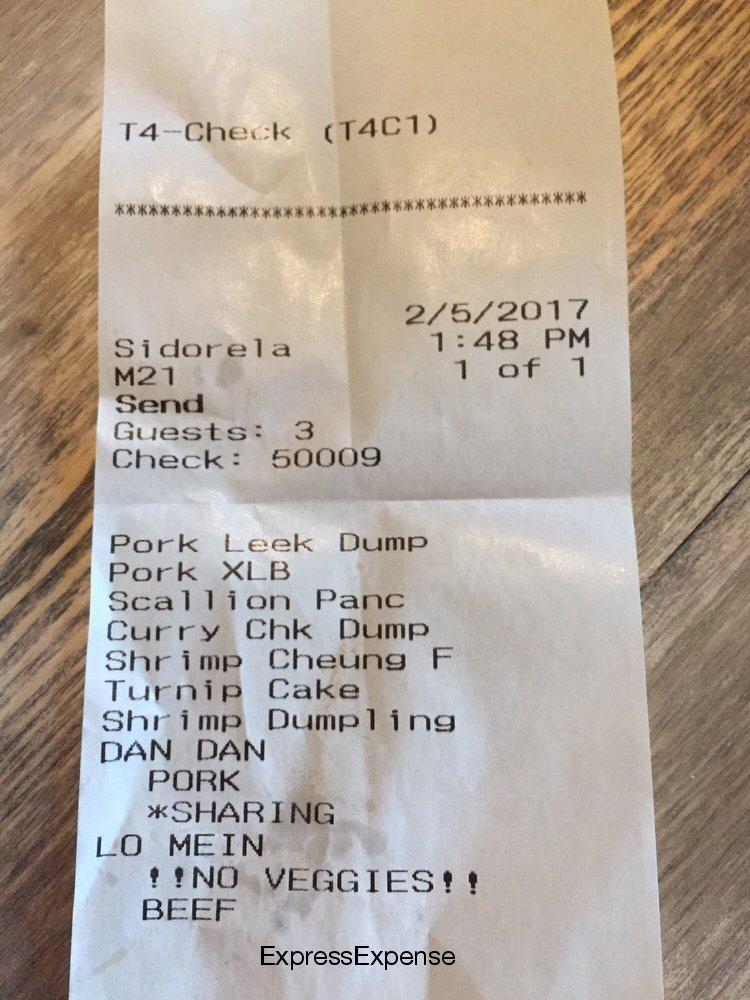 T4-Check (T4C1)
*****************************************
2/5/2017
Sidorela 1:48 PM
M21 1 of 1
Send
Guests: 3
Check: 50009
Pork Leek Dump
Pork XLB
Scallion Panc
Curry Chk Dump
Shrimp Cheung F
Turnip Cake
Shrimp Dumpling
DAN DAN
PORK
*SHARING
LO MEIN
!!NO VEGGIES!!
BEEF
ExpressExpense